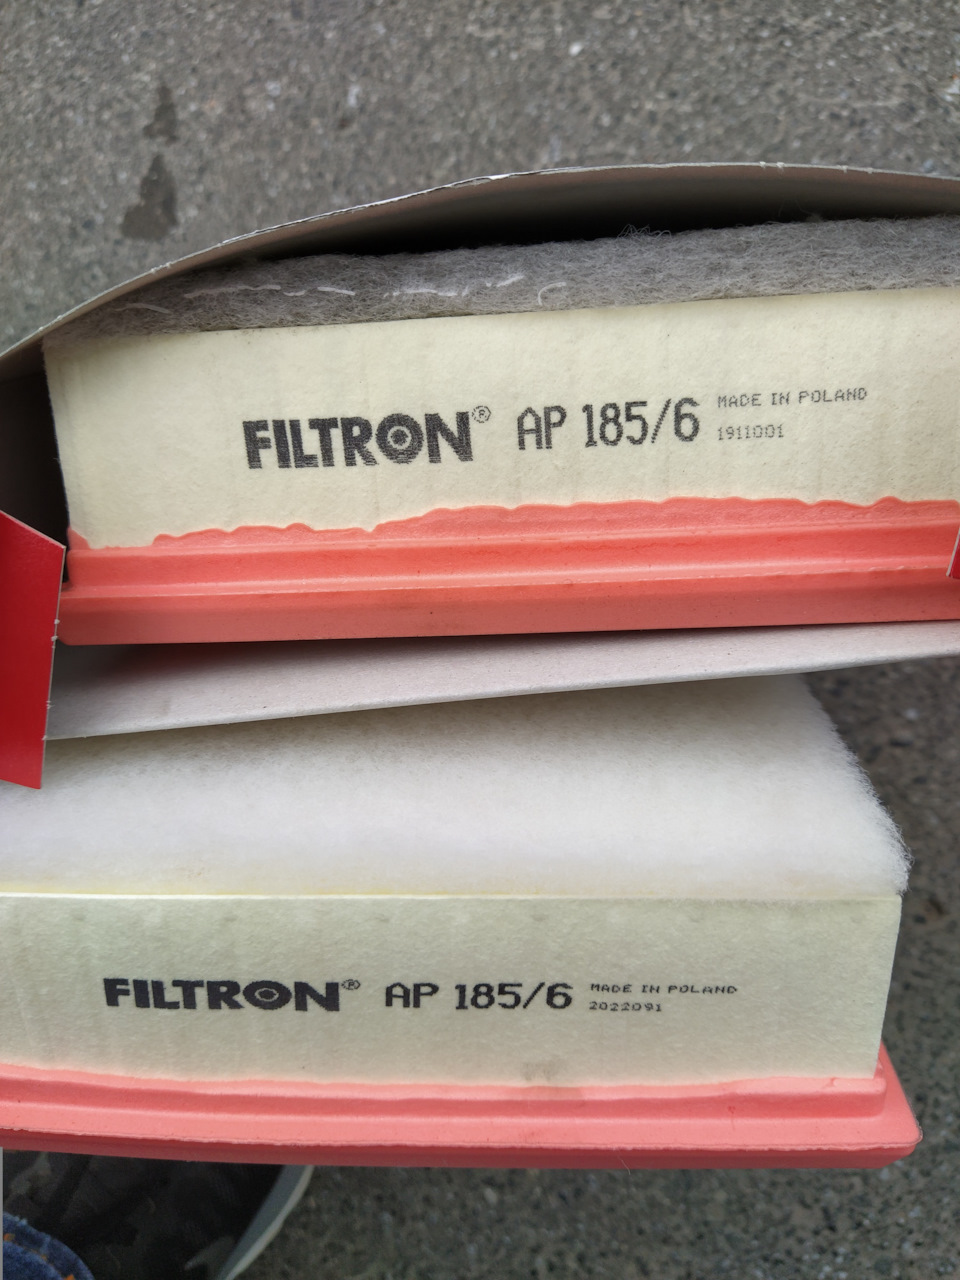 FILTRON® AP 185/6 MADE IN POLAND
1911001
FILTRON® AP 185/6 MADE IN POLAND
2022091